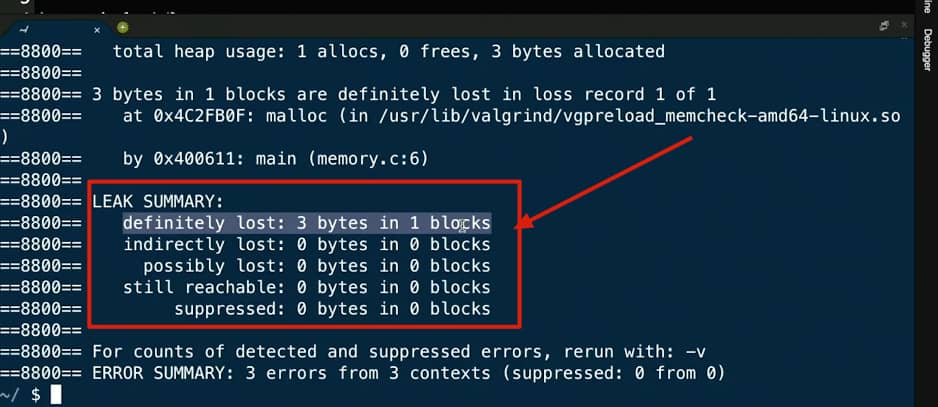 ~/
==8800==   total heap usage: 1 allocs, 0 frees, 3 bytes allocated
==8800==
==8800== 3 bytes in 1 blocks are definitely lost in loss record 1 of 1
==8800==    at 0x4C2FB0F: malloc (in /usr/lib/valgrind/vgpreload_memcheck-amd64-linux.so
)
==8800==    by 0x400611: main (memory.c:6)
==8800==
==8800== LEAK SUMMARY:
==8800==    definitely lost: 3 bytes in 1 blocks
==8800==    indirectly lost: 0 bytes in 0 blocks
==8800==      possibly lost: 0 bytes in 0 blocks
==8800==    still reachable: 0 bytes in 0 blocks
==8800==         suppressed: 0 bytes in 0 blocks
==8800==
==8800== For counts of detected and suppressed errors, rerun with: -v
==8800== ERROR SUMMARY: 3 errors from 3 contexts (suppressed: 0 from 0)
~/ $
Debugger